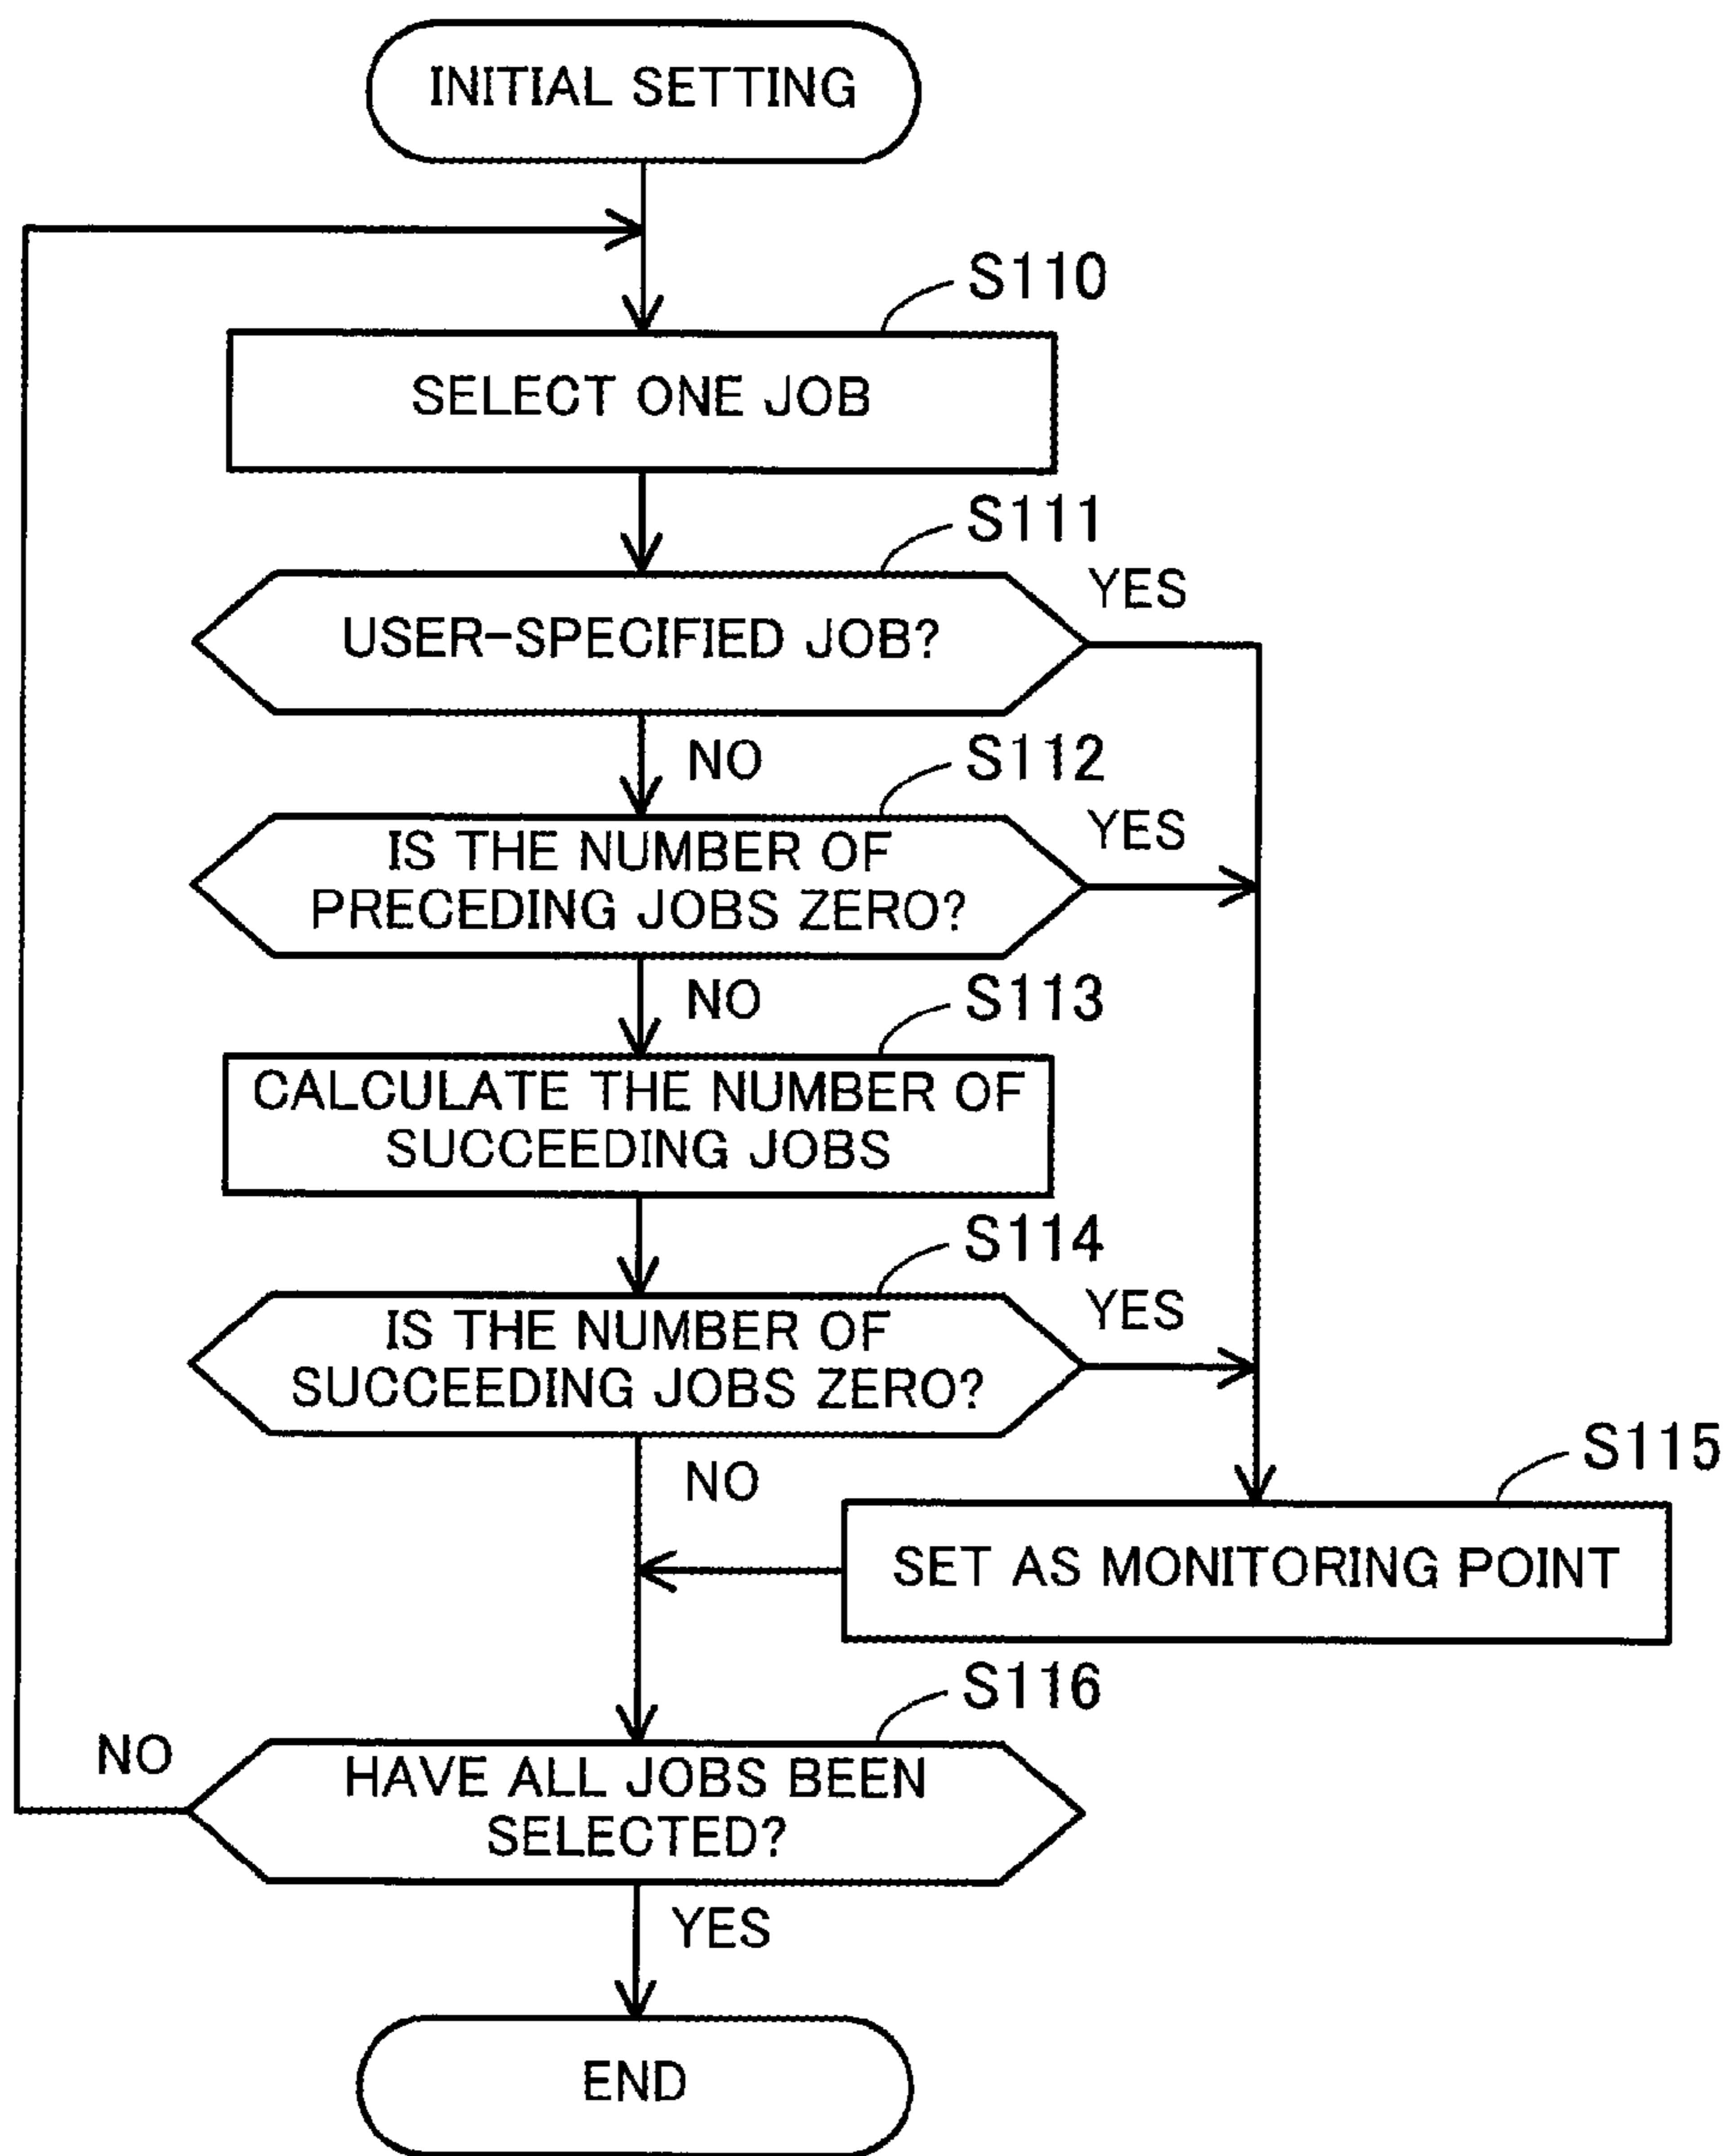 INITIAL SETTING
S110
SELECT ONE JOB
S111
YES
USER-SPECIFIED JOB?
NO
S112
YES
IS THE NUMBER OF
PRECEDING JOBS ZERO?
NO
S113
CALCULATE THE NUMBER OF
SUCCEEDING JOBS
S114
YES
IS THE NUMBER OF
SUCCEEDING JOBS ZERO?
NO
S115
SET AS MONITORING POINT
S116
NO
HAVE ALL JOBS BEEN
SELECTED?
YES
END